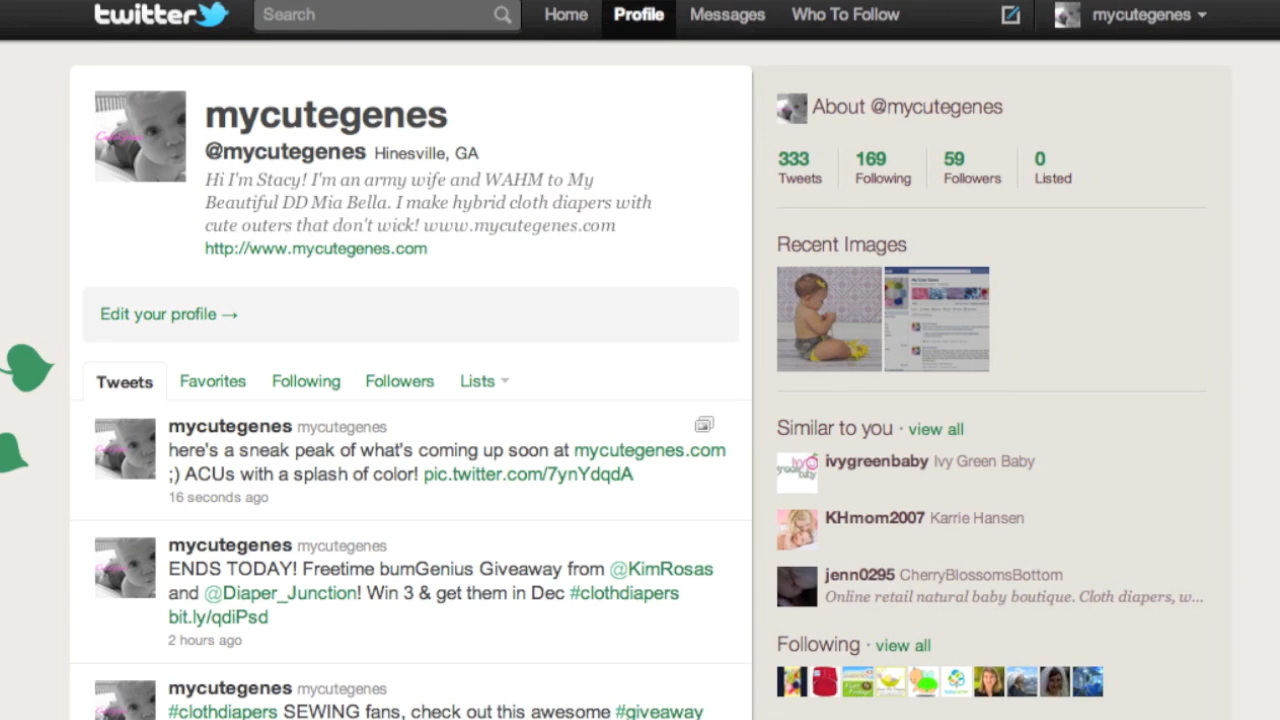 twitter Search Home Profile Messages Who To Follow mycutegenes
mycutegenes
@mycutegenes Hinesville, GA
Hi I'm Stacy! I'm an army wife and WAHM to My
Beautiful DD Mia Bella. I make hybrid cloth diapers with
cute outers that don't wick! www.mycutegenes.com
http://www.mycutegenes.com
Edit your profile →
Tweets Favorites Following Followers Lists
mycutegenes mycutegenes
here's a sneak peak of what's coming up soon at mycutegenes.com
;) ACUs with a splash of color! pic.twitter.com/7ynYdqdA
16 seconds ago
mycutegenes mycutegenes
ENDS TODAY! Freetime bumGenius Giveaway from @KimRosas
and @Diaper_Junction! Win 3 & get them in Dec #clothdiapers
bit.ly/qdiPsd
2 hours ago
mycutegenes mycutegenes
#clothdiapers SEWING fans, check out this awesome #giveaway
About @mycutegenes
333 169 59 0
Tweets Following Followers Listed
Recent Images
Similar to you · view all
ivygreenbaby Ivy Green Baby
KHmom2007 Karrie Hansen
jenn0295 CherryBlossomsBottom
Online retail natural baby boutique. Cloth diapers, w...
Following · view all